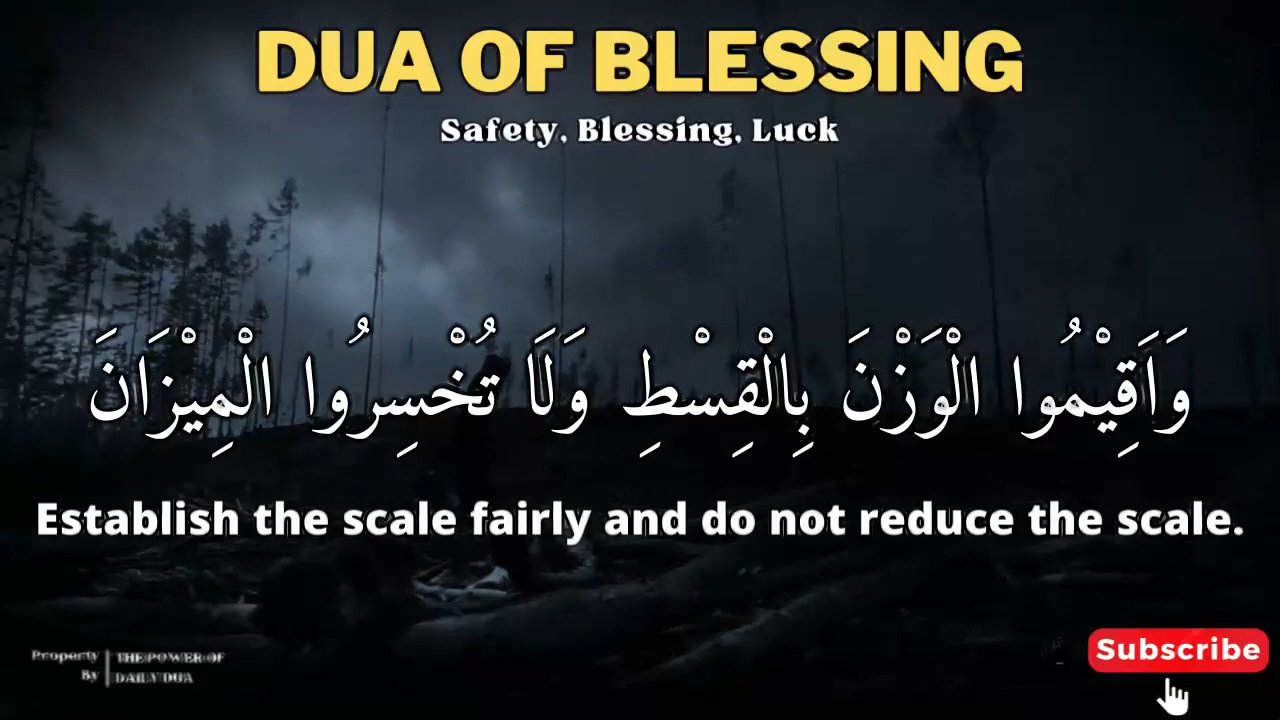 DUA OF BLESSING
Safety, Blessing, Luck
وَاَقِيْمُوا الْوَزْنَ بِالْقِسْطِ وَلَا تُخْسِرُوا الْمِيْزَانَ
Establish the scale fairly and do not reduce the scale.
Property By
THE POWER OF
DAILY DUA
Subscribe